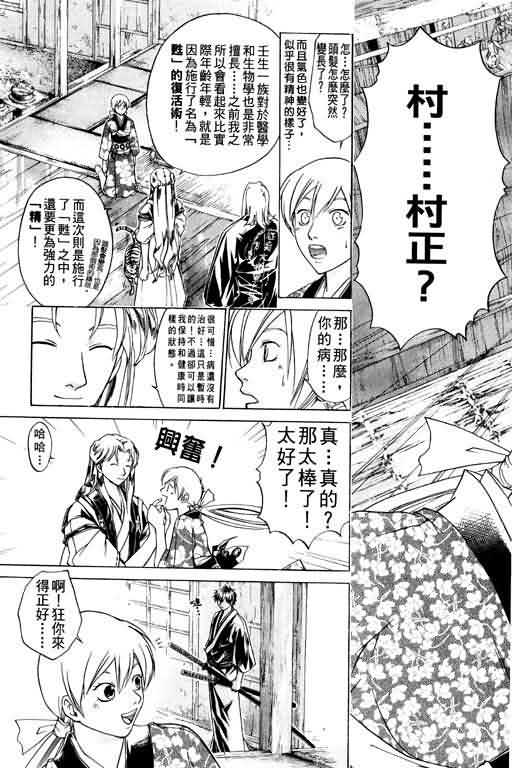 村……村正？
怎…怎麼了？
頭髮怎麼突然
變長了？
而且氣色也變好了，
似乎很有精神的樣子…
壬生一族對於醫學
和生物學也是非常
擅長……之前我之
所以會看起來比實
際年齡年輕，就是
因為施行了名為「
甦」的復活術！
而這次則是施行
了「甦」之中，
還要更為強力的
「精」！
那…那麼，
你的病……
很可惜…病還沒有
治好……這只是暫時
的！不過卻可以讓
我保持和健康時同
樣的狀態。
真…真的？
那太棒了！
太好了！
興奮！
哈哈…
啊！狂你來
得正好……